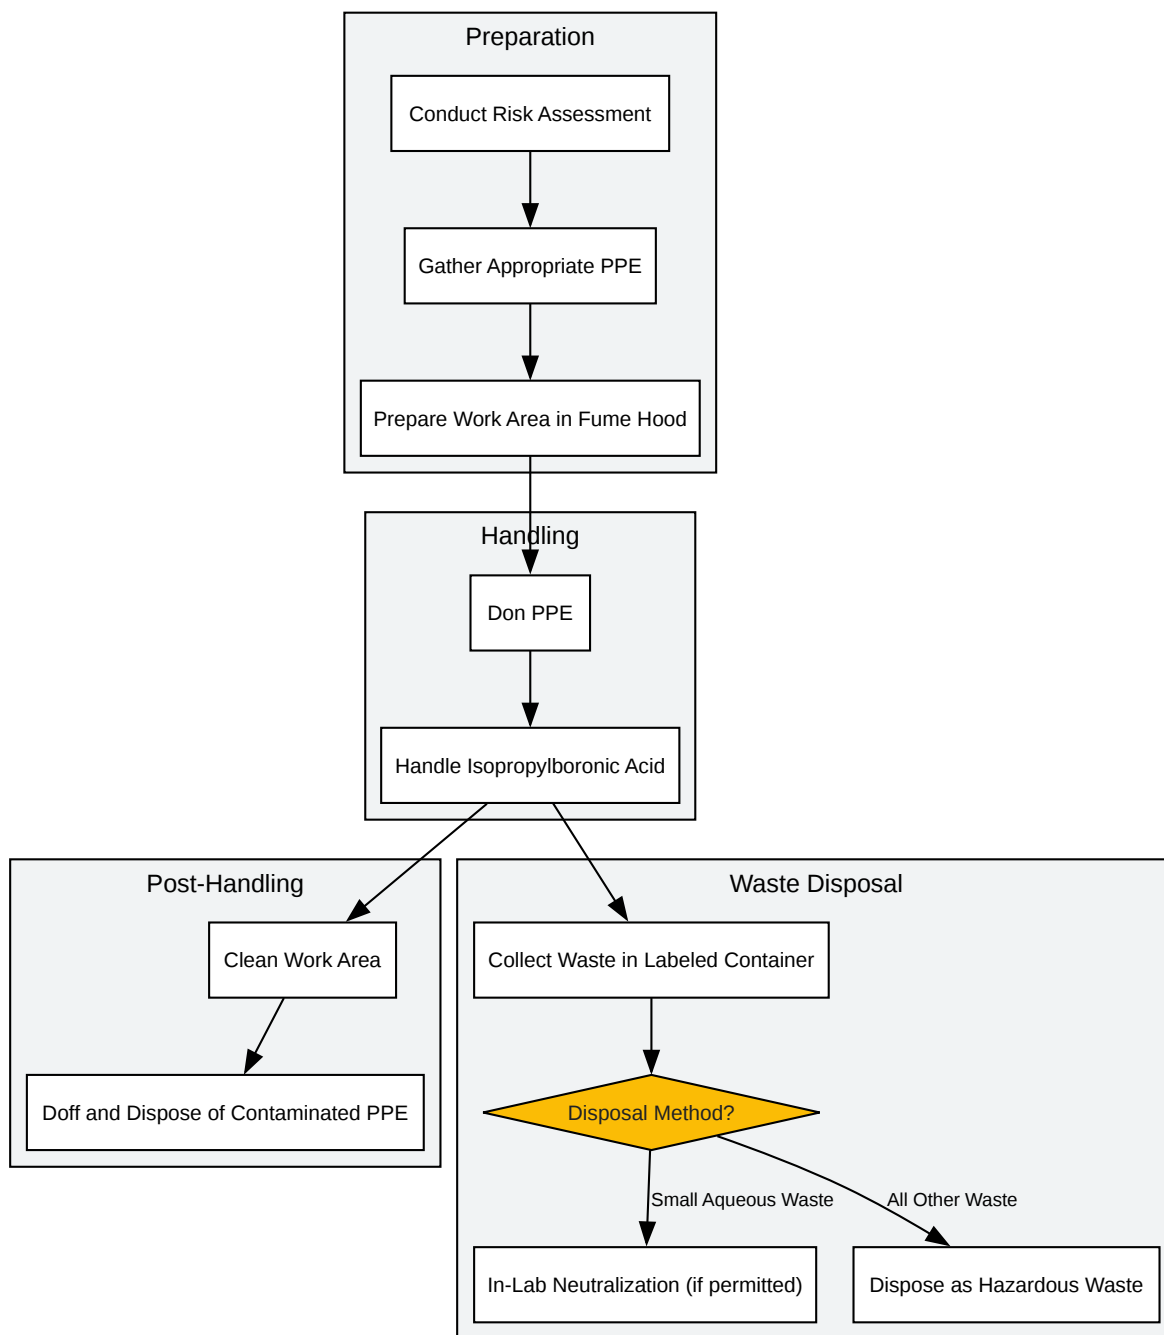 Preparation
Conduct Risk Assessment
Gather Appropriate PPE
Prepare Work Area in Fume Hood
Handling
Don PPE
Handle Isopropylboronic Acid
Post-Handling
Clean Work Area
Doff and Dispose of Contaminated PPE
Waste Disposal
Collect Waste in Labeled Container
Disposal Method?
Small Aqueous Waste
All Other Waste
In-Lab Neutralization (if permitted)
Dispose as Hazardous Waste